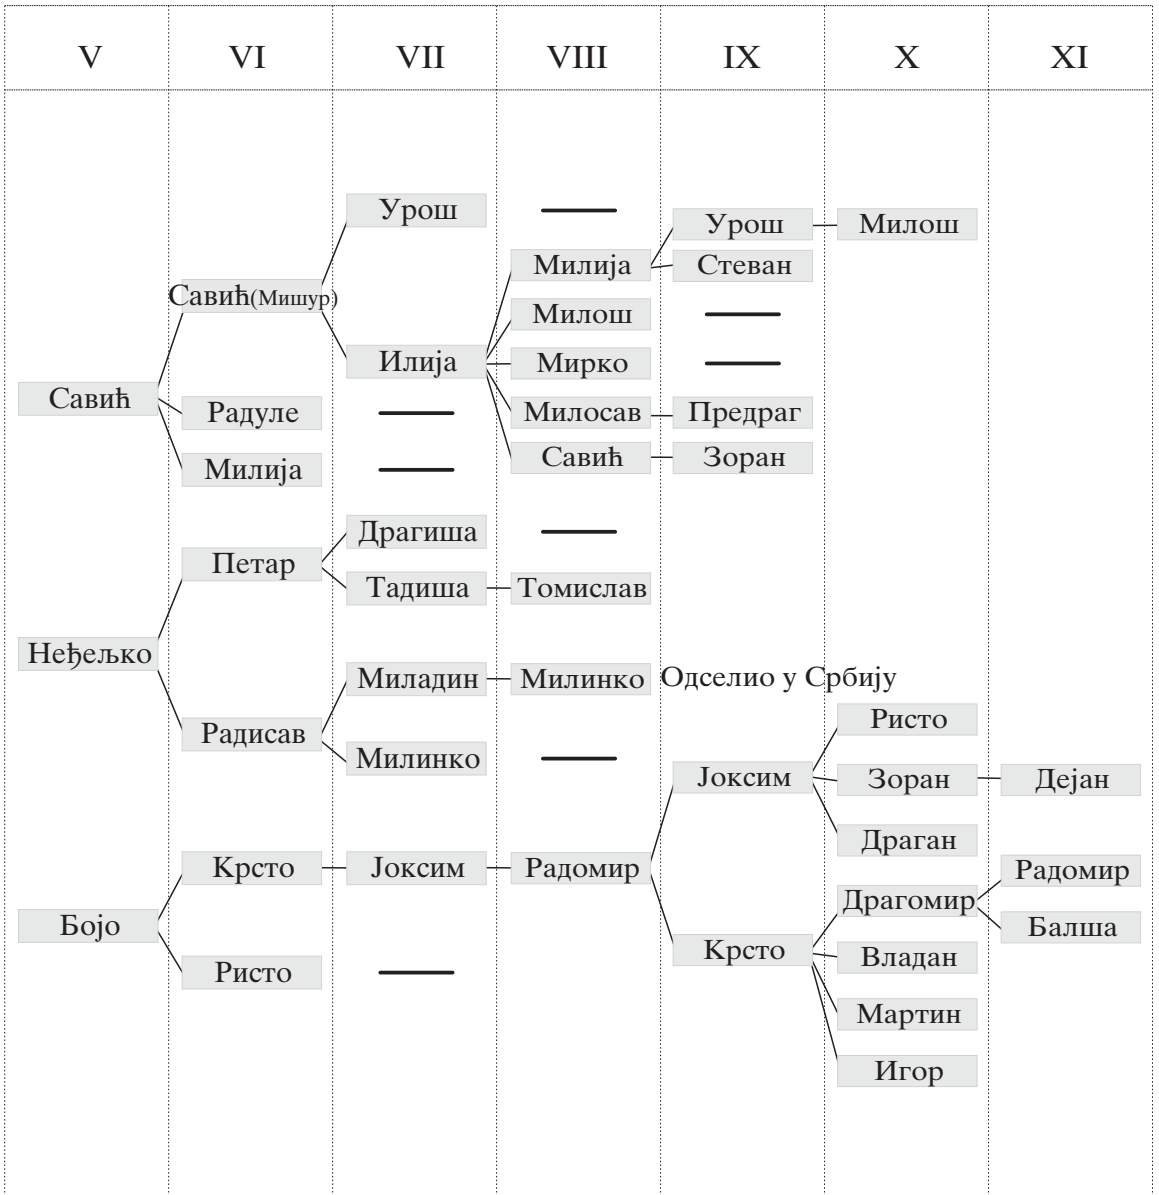 V VI VII VIII IX X XI
Урош
Урош Милош
Милија Стеван
Савић(Мишур)
Милош
Илија Мирко
Савић
Радуле Милосав Предраг
Савић Зоран
Милија
Драгиша
Петар
Тадиша Томислав
Неђељко
Миладин Милинко Одселио у Србију
Ристо
Радисав
Милинко
Јоксим Зоран Дејан
Драган
Крсто Јоксим Радомир Радомир
Драгомир
Бојо Балша
Крсто Владан
Ристо
Мартин
Игор